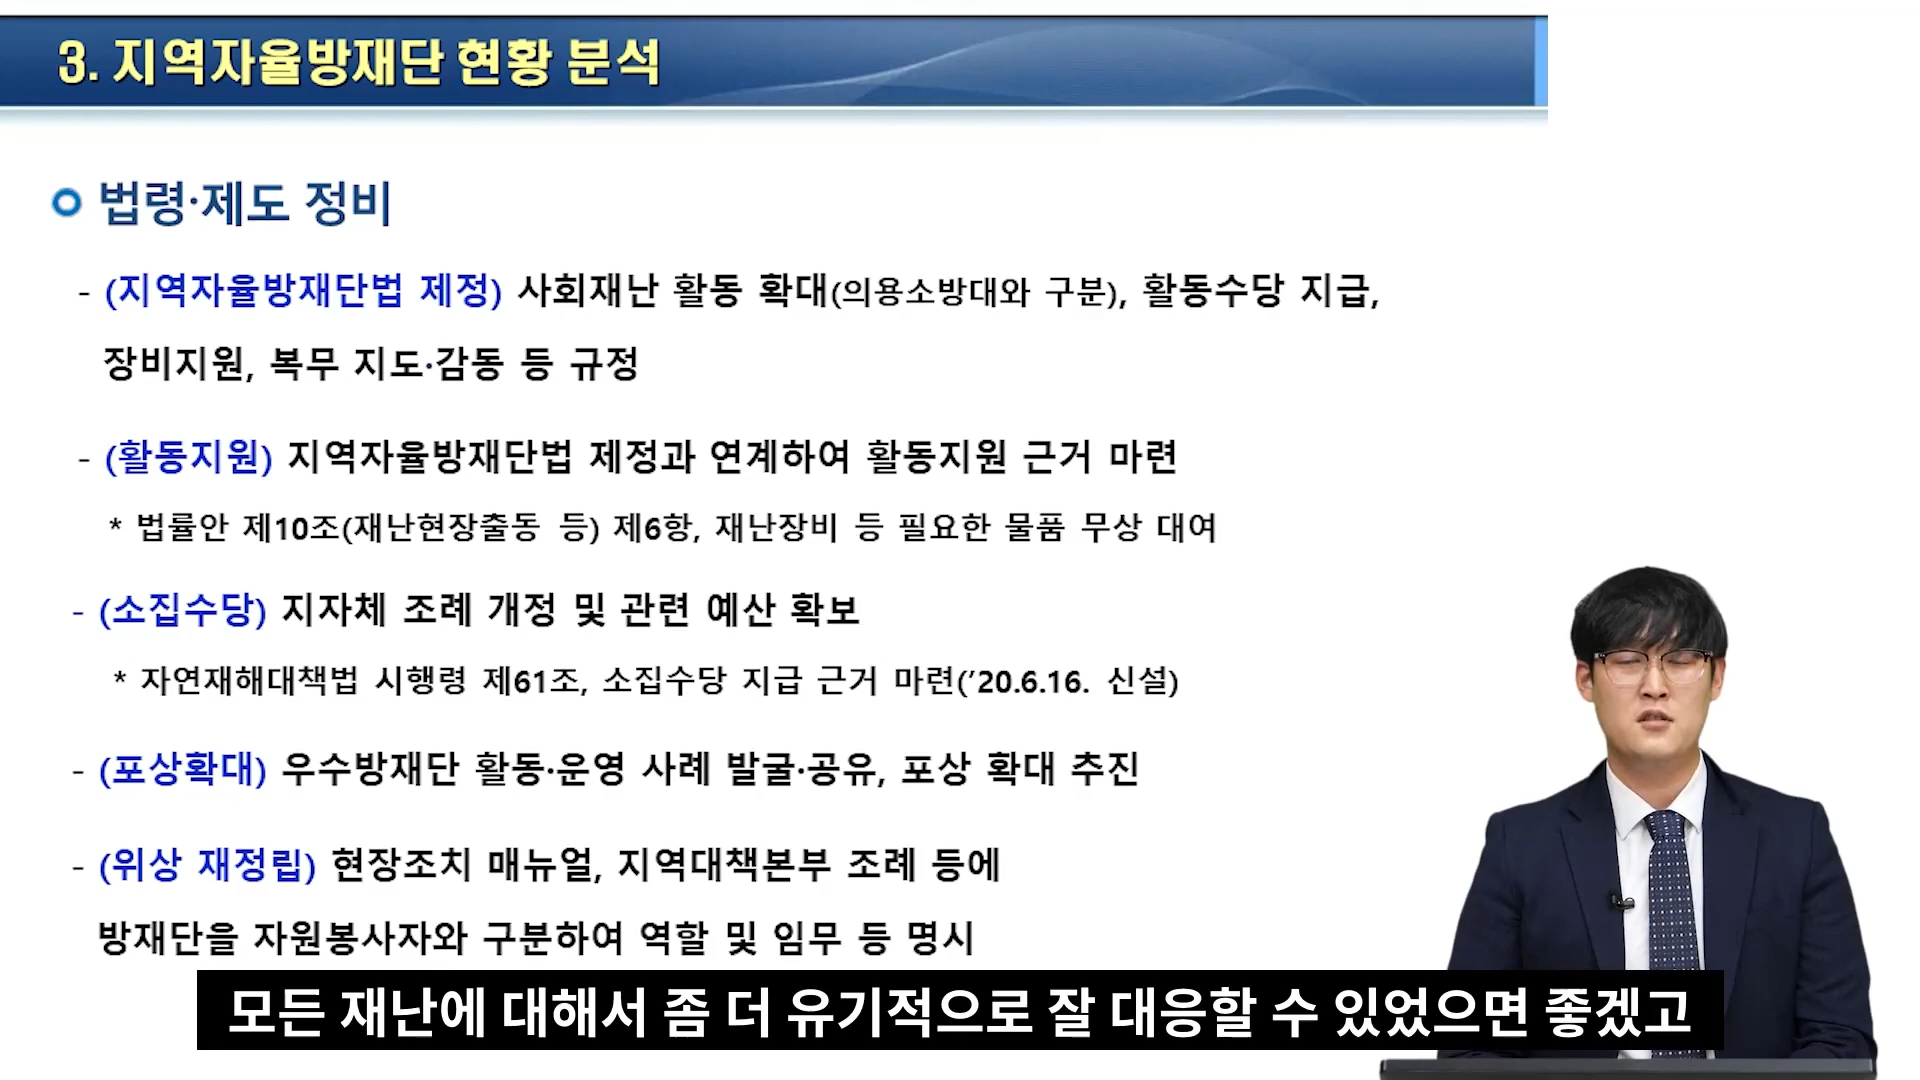 3. 지역자율방재단 현황 분석
법령·제도 정비
- (지역자율방재단법 제정) 사회재난 활동 확대(의용소방대와 구분), 활동수당 지급,
장비지원, 복무 지도·감동 등 규정
- (활동지원) 지역자율방재단법 제정과 연계하여 활동지원 근거 마련
* 법률안 제10조(재난현장출동 등) 제6항, 재난장비 등 필요한 물품 무상 대여
- (소집수당) 지자체 조례 개정 및 관련 예산 확보
* 자연재해대책법 시행령 제61조, 소집수당 지급 근거 마련(’20.6.16. 신설)
- (포상확대) 우수방재단 활동·운영 사례 발굴·공유, 포상 확대 추진
- (위상 재정립) 현장조치 매뉴얼, 지역대책본부 조례 등에
방재단을 자원봉사자와 구분하여 역할 및 임무 등 명시
모든 재난에 대해서 좀 더 유기적으로 잘 대응할 수 있었으면 좋겠고